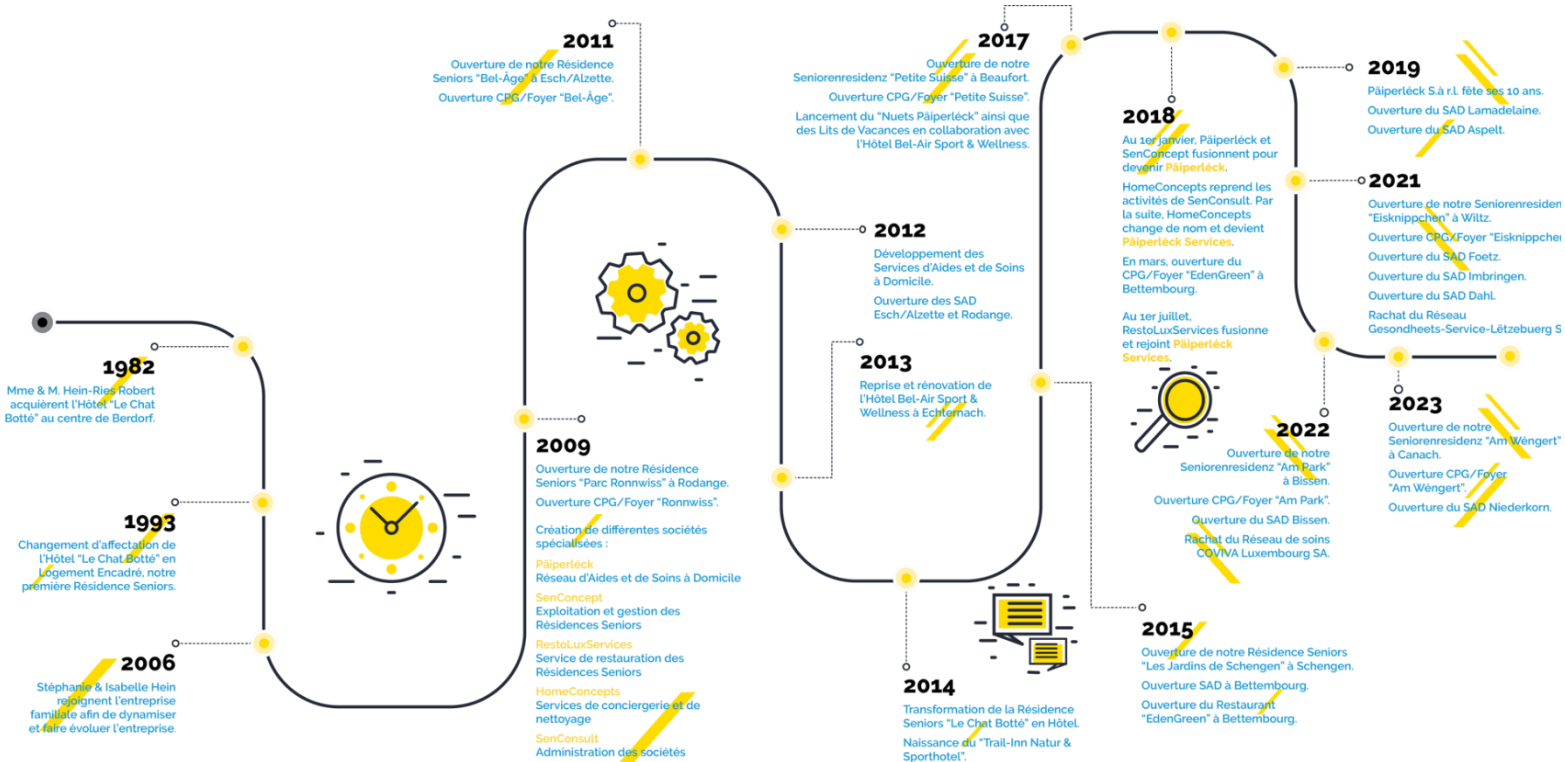 1982
Mme & M. Hein-Ries Robert
acquièrent l'Hôtel "Le Chat
Botté" au centre de Berdorf.
1993
Changement d'affectation de
l'Hôtel "Le Chat Botté" en
Logement Encadré, notre
première Résidence Seniors.
2006
Stéphanie & Isabelle Hein
rejoignent l'entreprise
familiale afin de dynamiser
et faire évoluer l'entreprise.
2009
Ouverture de notre Résidence
Seniors "Parc Ronnwiss" à Rodange.
Ouverture CPG/Foyer "Ronnwiss".
Création de différentes sociétés
spécialisées :
Päiperléck
Réseau d'Aides et de Soins à Domicile
SenConcept
Exploitation et gestion des
Résidences Seniors
RestoLuxServices
Service de restauration des
Résidences Seniors
HomeConcepts
Services de conciergerie et de
nettoyage
SenConsult
Administration des sociétés
2011
Ouverture de notre Résidence
Seniors "Bel-Âge" à Esch/Alzette.
Ouverture CPG/Foyer "Bel-Âge".
2012
Développement des
Services d'Aides et de Soins
à Domicile.
Ouverture des SAD
Esch/Alzette et Rodange.
2013
Reprise et rénovation de
l'Hôtel Bel-Air Sport &
Wellness à Echternach.
2014
Transformation de la Résidence
Seniors "Le Chat Botté" en Hôtel.
Naissance du "Trail-Inn Natur &
Sporthotel".
2015
Ouverture de notre Résidence Seniors
"Les Jardins de Schengen" à Schengen.
Ouverture SAD à Bettembourg.
Ouverture du Restaurant
"EdenGreen" à Bettembourg.
2017
Ouverture de notre
Seniorenresidenz "Petite Suisse" à Beaufort.
Ouverture CPG/Foyer "Petite Suisse".
Lancement du "Nuets Päiperléck" ainsi que
des Lits de Vacances en collaboration avec
l'Hôtel Bel-Air Sport & Wellness.
2018
Au 1er janvier, Päiperléck et
SenConcept fusionnent pour
devenir Päiperléck.
HomeConcepts reprend les
activités de SenConsult. Par
la suite, HomeConcepts
change de nom et devient
Päiperléck Services.
En mars, ouverture du
CPG/Foyer "EdenGreen" à
Bettembourg.
Au 1er juillet,
RestoLuxServices fusionne
et rejoint Päiperléck
Services.
2019
Päiperléck S.à r.l. fête ses 10 ans.
Ouverture du SAD Lamadelaine.
Ouverture du SAD Aspelt.
2021
Ouverture de notre Seniorenresiden
"Eisknippchen" à Wiltz.
Ouverture CPG/Foyer "Eisknippche
Ouverture du SAD Foetz.
Ouverture du SAD Imbringen.
Ouverture du SAD Dahl.
Rachat du Réseau
Gesondheets-Service-Lëtzebuerg S
2022
Ouverture de notre
Seniorenresidenz "Am Park"
à Bissen.
Ouverture CPG/Foyer "Am Park".
Ouverture du SAD Bissen.
Rachat du Réseau de soins
COVIVA Luxembourg SA.
2023
Ouverture de notre
Seniorenresidenz "Am Wéngert"
à Canach.
Ouverture CPG/Foyer
"Am Wéngert".
Ouverture du SAD Niederkorn.